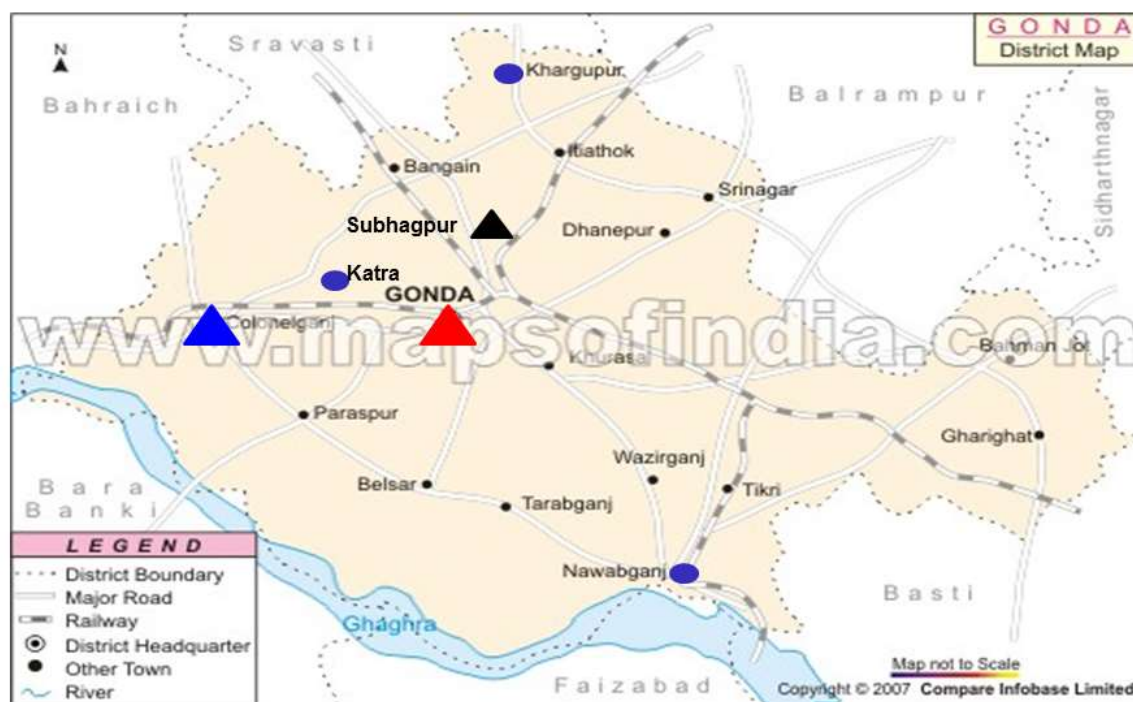 GONDA
District Map
N
Sravasti
Khargupur
Bahraich
Balrampur
Sidharthnagar
Itiathok
Bangain
Srinagar
Subhagpur
Dhanepur
Katra
GONDA
Colonelganj
www.mapsofindia.com
Khurasa
Bahman Jot
Paraspur
Gharighat
Wazirganj
Belsar
Tikri
Tarabganj
Bara
Banki
Nawabganj
Basti
LEGEND
District Boundary
Major Road
Railway
District Headquarter
Other Town
River
Ghaghra
Faizabad
Map not to Scale
Copyright © 2007 Compare Infobase Limited